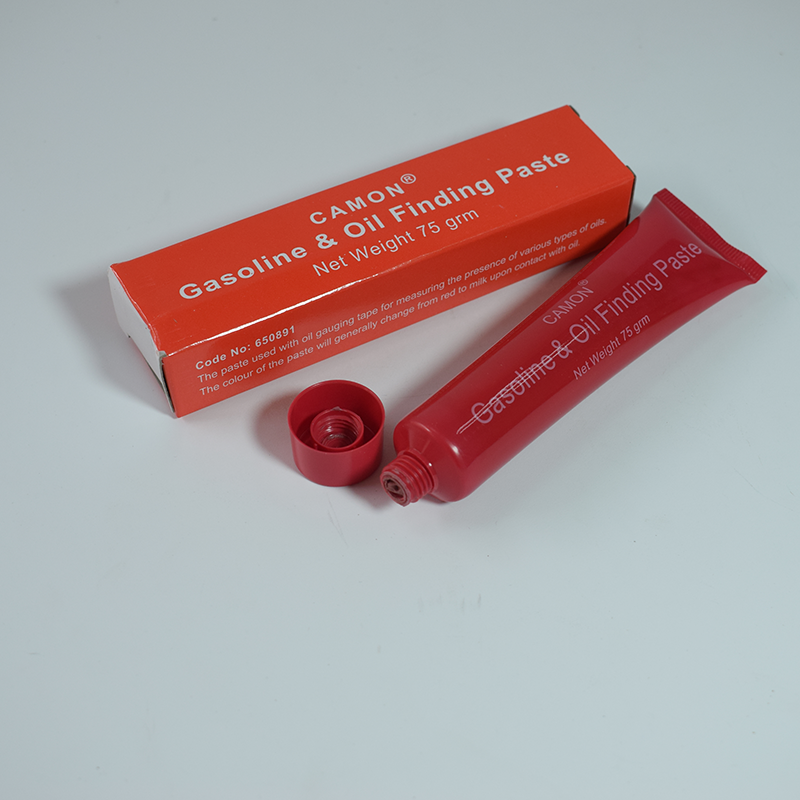 CAMON®
Gasoline & Oil Finding Paste
Net Weight 75 grm
Code No: 650891
The paste used with oil gauging tape for measuring the presence of various types of oils.
The colour of the paste will generally change from red to milk upon contact with oil.
CAMON®
Gasoline & Oil Finding Paste
Net Weight 75 grm